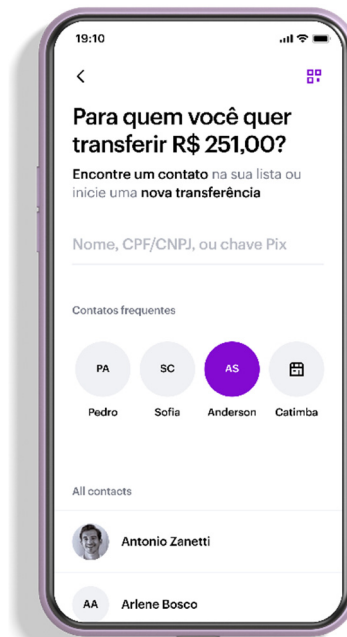 19:10
Para quem você quer
transferir R$ 251,00?
Encontre um contato na sua lista ou
inicie uma nova transferência
Nome, CPF/CNPJ, ou chave Pix
Contatos frequentes
PA SC AS
Pedro Sofia Anderson Catimba
All contacts
Antonio Zanetti
AA Arlene Bosco